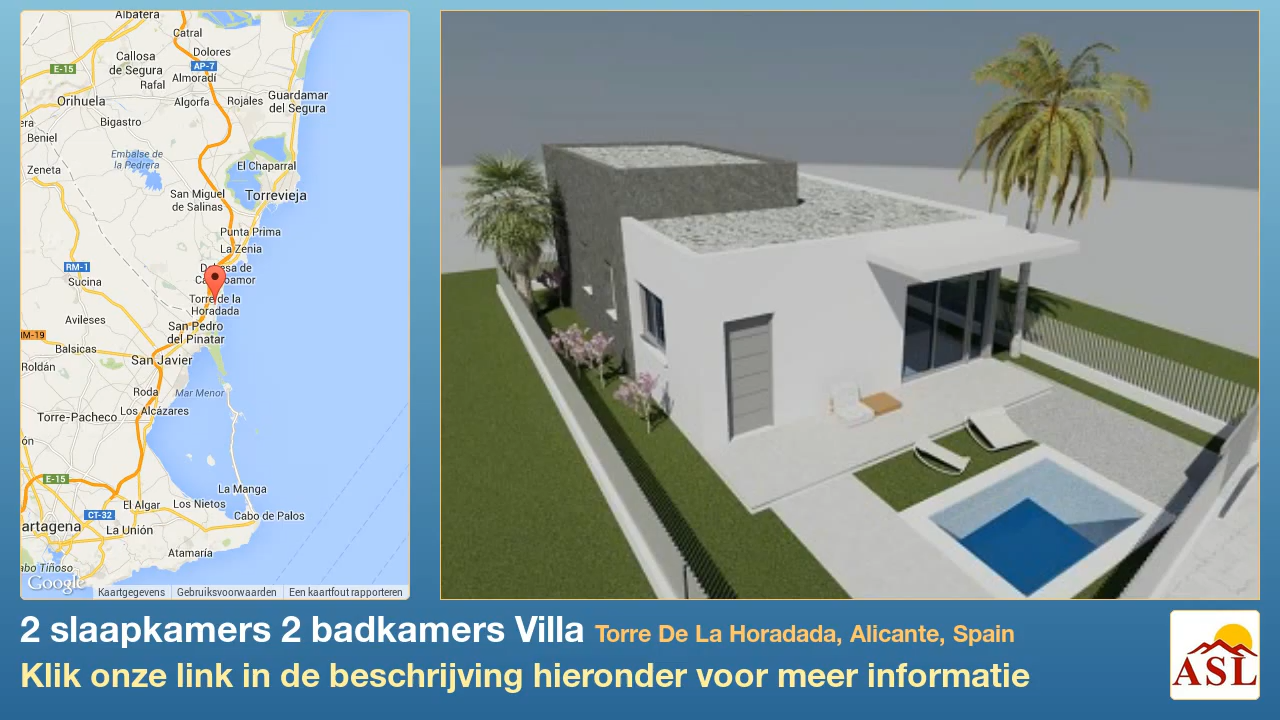 Albatera
Catral
Callosa
de Segura
Dolores
E-15
AP-7
Rafal
Almoradí
Orihuela
Algorfa
Rojales
Guardamar
del Segura
Bigastro
era
Beniel
Embalse de
la Pedrera
El Chaparral
Zeneta
San Miguel
de Salinas
Torrevieja
Punta Prima
La Zenia
RM-1
Sucina
Dehesa de
Campoamor
Torre de la
Horadada
Avileses
San Pedro
del Pinatar
RM-19
Balsicas
San Javier
Roldán
Roda
Mar Menor
Torre-Pacheco
Los Alcázares
ón
E-15
La Manga
El Algar
Los Nietos
CT-32
Cabo de Palos
artagena
La Unión
Atamaría
abo Tiñoso
Google
Kaartgegevens Gebruiksvoorwaarden Een kaartfout rapporteren
2 slaapkamers 2 badkamers Villa Torre De La Horadada, Alicante, Spain
Klik onze link in de beschrijving hieronder voor meer informatie
ASL